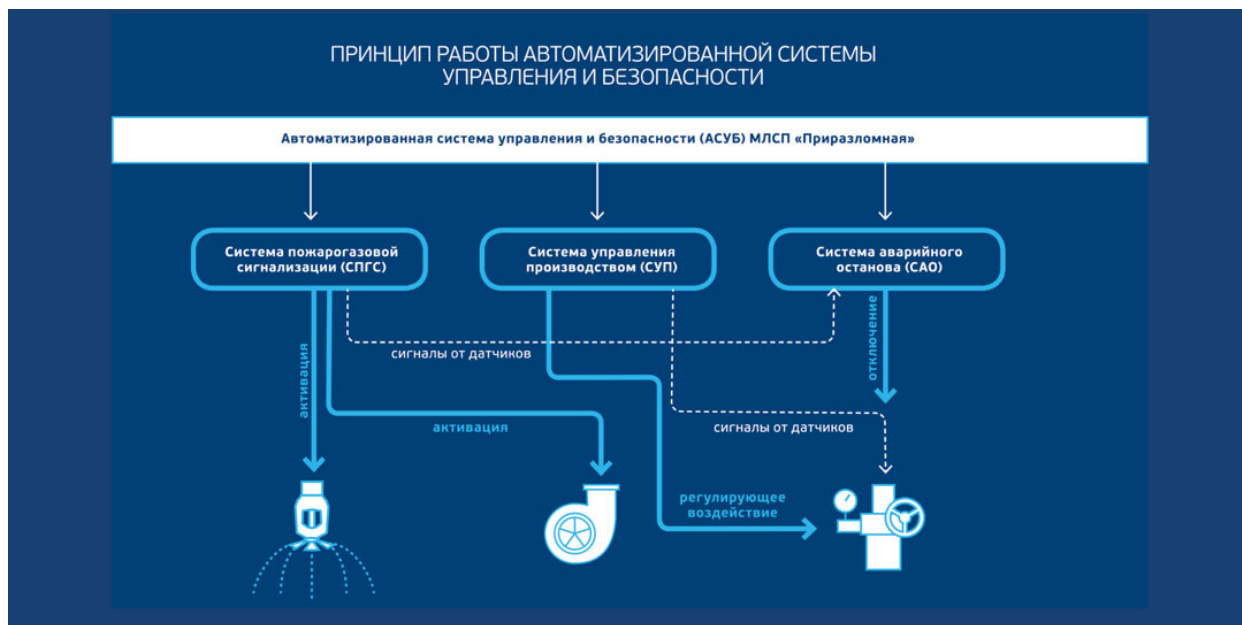 ПРИНЦИП РАБОТЫ АВТОМАТИЗИРОВАННОЙ СИСТЕМЫ
УПРАВЛЕНИЯ И БЕЗОПАСНОСТИ
Автоматизированная система управления и безопасности (АСУБ) МЛСП «Приразломная»
Система пожарогазовой
сигнализации (СПГС)
Система управления
производством (СУП)
Система аварийного
останова (САО)
активация
сигналы от датчиков
отключение
активация
сигналы от датчиков
регулирующее
воздействие